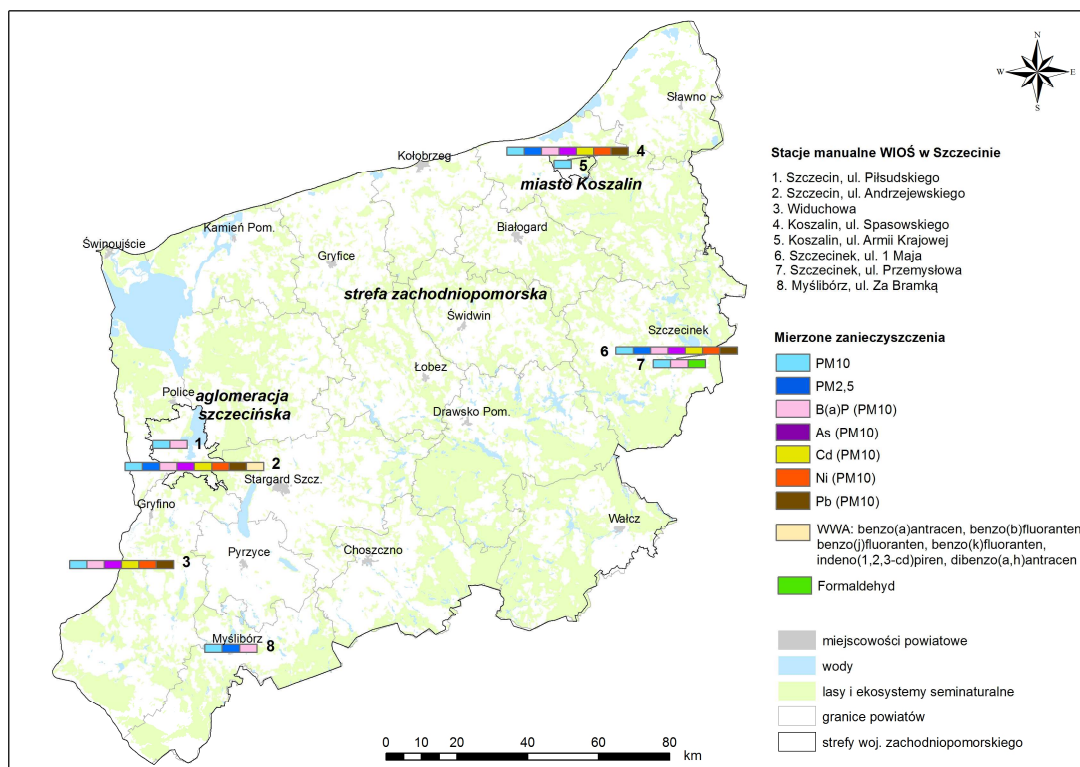 N
W
E
S
Sławno
4
Kołobrzeg
5
miasto Koszalin
Białogard
Kamień Pom.
Świnoujście
Gryfice
strefa zachodniopomorska
Świdwin
Szczecinek
6
7
Łobez
Police
aglomeracja
szczecińska
Drawsko Pom.
1
2
Stargard Szcz.
Gryfino
Wałcz
Pyrzyce
Choszczno
3
Myślibórz
8
0 5 10 20 40 60 80
km
Stacje manualne WIOŚ w Szczecinie
1. Szczecin, ul. Piłsudskiego
2. Szczecin, ul. Andrzejewskiego
3. Widuchowa
4. Koszalin, ul. Spasowskiego
5. Koszalin, ul. Armii Krajowej
6. Szczecinek, ul. 1 Maja
7. Szczecinek, ul. Przemysłowa
8. Myślibórz, ul. Za Bramką
Mierzone zanieczyszczenia
PM10
PM2,5
B(a)P (PM10)
As (PM10)
Cd (PM10)
Ni (PM10)
Pb (PM10)
WWA: benzo(a)antracen, benzo(b)fluoranten,
benzo(j)fluoranten, benzo(k)fluoranten,
indeno(1,2,3-cd)piren, dibenzo(a,h)antracen
Formaldehyd
miejscowości powiatowe
wody
lasy i ekosystemy seminaturalne
granice powiatów
strefy woj. zachodniopomorskiego